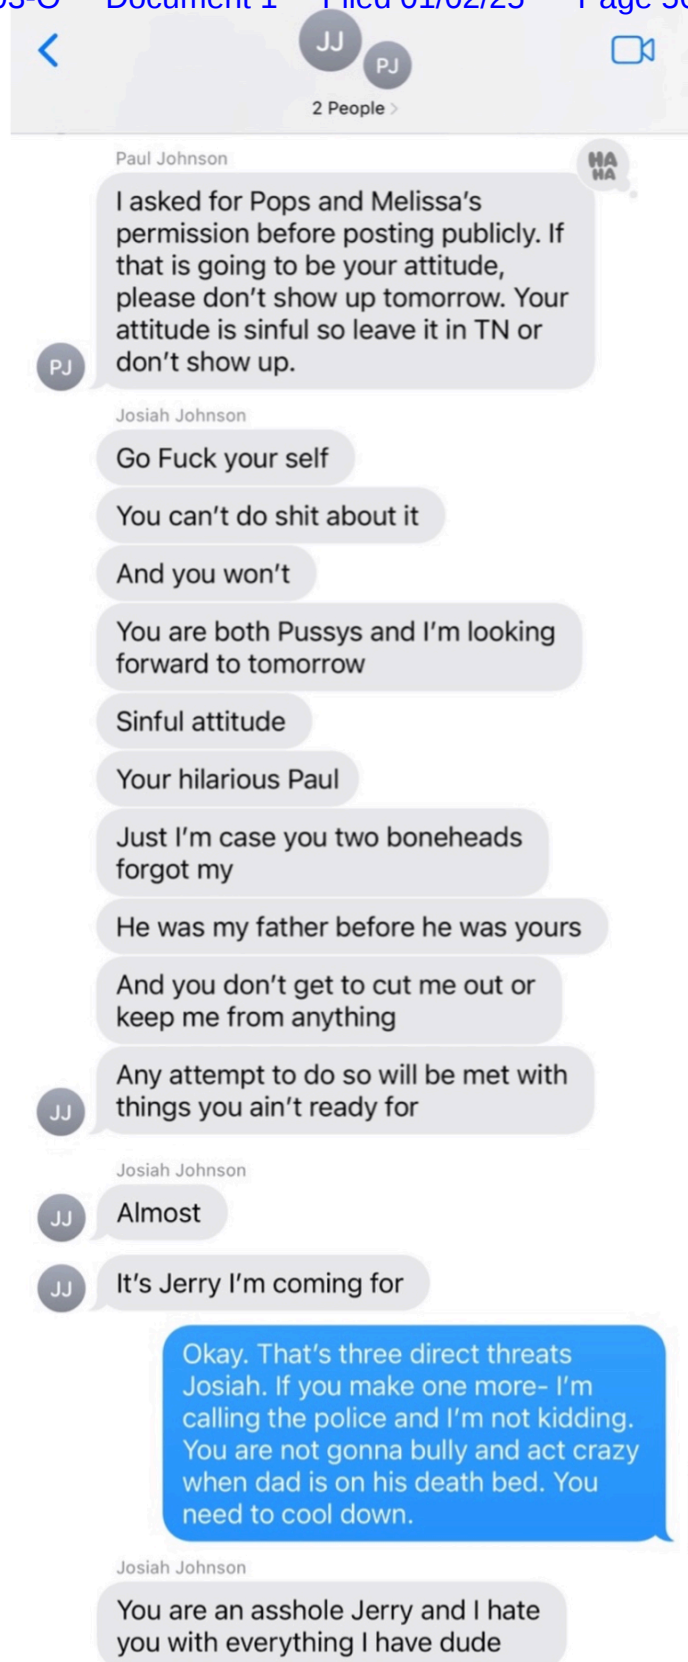 Document 1
Filed 01/02/25
Page
JJ
PJ
2 People >
Paul Johnson
HA
HA
I asked for Pops and Melissa's
permission before posting publicly. If
that is going to be your attitude,
please don't show up tomorrow. Your
attitude is sinful so leave it in TN or
don't show up.
PJ
Josiah Johnson
Go Fuck your self
You can't do shit about it
And you won't
You are both Pussys and I'm looking
forward to tomorrow
Sinful attitude
Your hilarious Paul
Just I'm case you two boneheads
forgot my
He was my father before he was yours
And you don't get to cut me out or
keep me from anything
Any attempt to do so will be met with
things you ain't ready for
JJ
Josiah Johnson
Almost
JJ
It's Jerry I'm coming for
JJ
Okay. That's three direct threats
Josiah. If you make one more- I'm
calling the police and I'm not kidding.
You are not gonna bully and act crazy
when dad is on his death bed. You
need to cool down.
Josiah Johnson
You are an asshole Jerry and I hate
you with everything I have dude